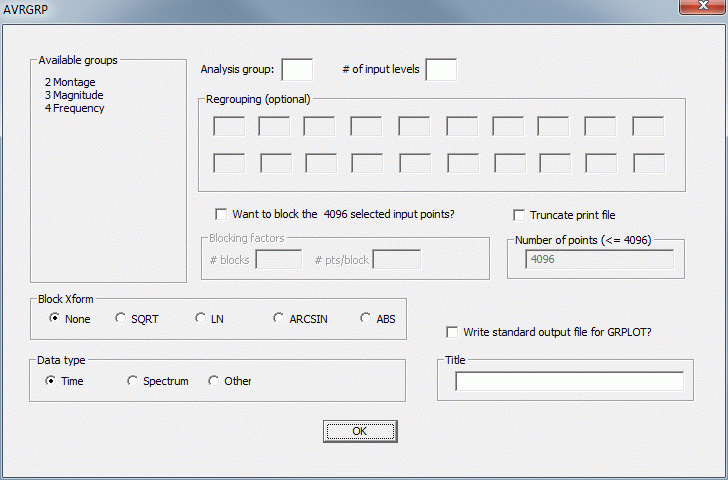 AVRGRP
Available groups
2 Montage
3 Magnitude
4 Frequency
Analysis group:
# of input levels
Regrouping (optional)
Want to block the 4096 selected input points?
Truncate print file
Blocking factors
# blocks
# pts/block
Number of points (<= 4096)
4096
Block Xform
None
SQRT
LN
ARCSIN
ABS
Write standard output file for GRPLOT?
Data type
Time
Spectrum
Other
Title
OK